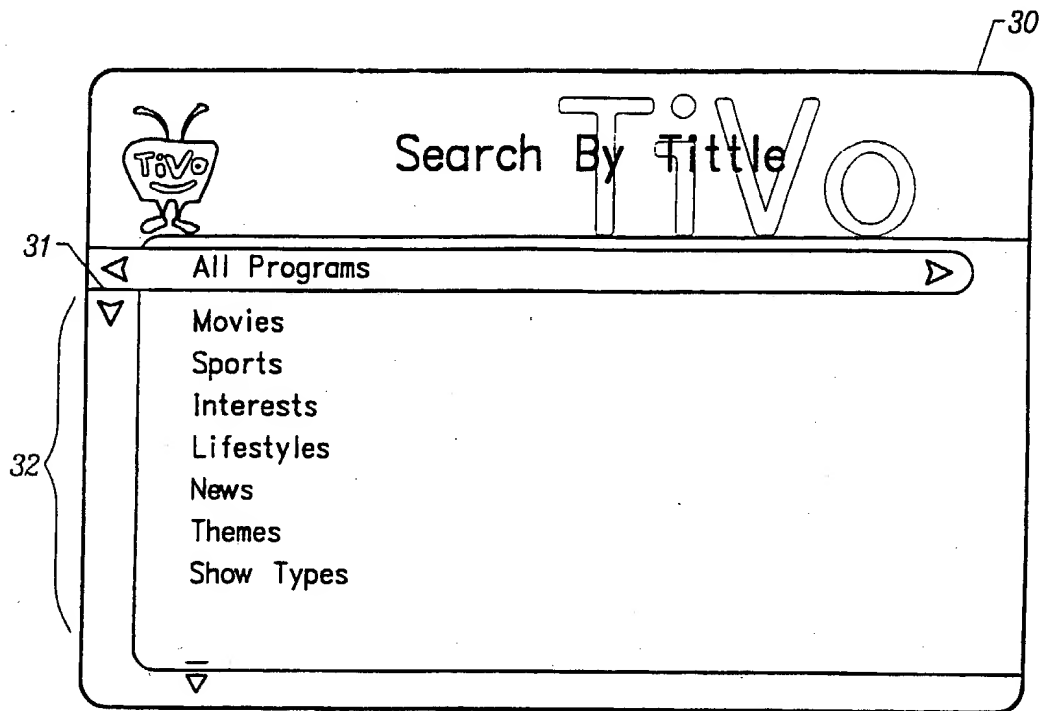 30
TiVo
TiVo
Search By Tittle
31
All Programs
Movies
Sports
Interests
Lifestyles
32
News
Themes
Show Types